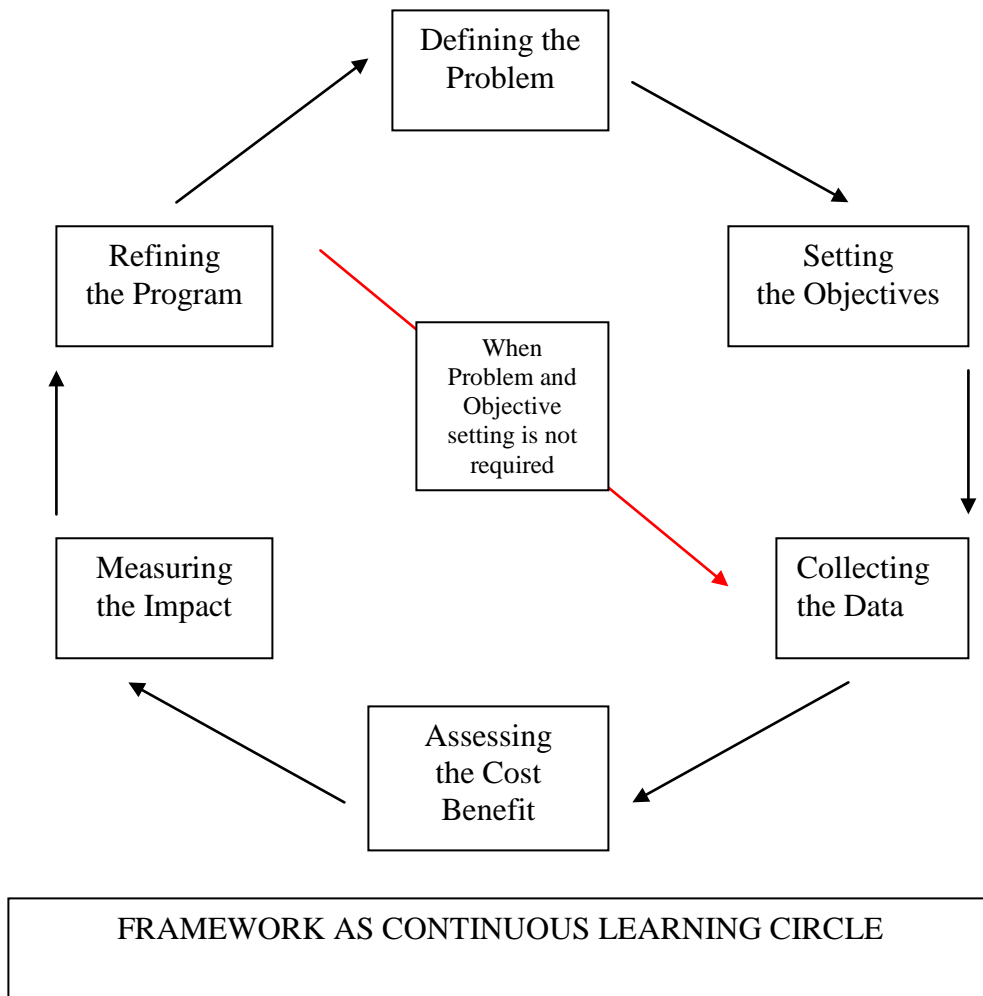 Defining the
Problem
Refining
the Program
Setting
the Objectives
When
Problem and
Objective
setting is not
required
Measuring
the Impact
Collecting
the Data
Assessing
the Cost
Benefit
FRAMEWORK AS CONTINUOUS LEARNING CIRCLE